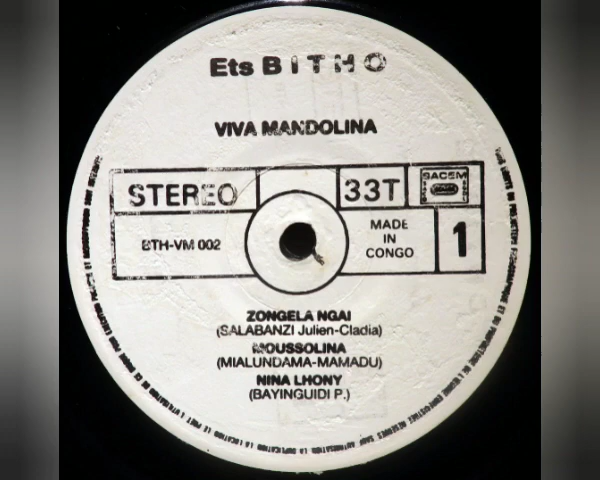 Ets BITHO
VIVA MANDOLINA
STEREO
33T
SACEM
BTH-VM 002
MADE
IN
CONGO
1
ZONGELA NGAI
(SALABANZI Julien-Cladia)
MOUSSOLINA
(MIALUNDAMA-MAMADU)
NINA LHONY
(BAYINGUIDI P.)